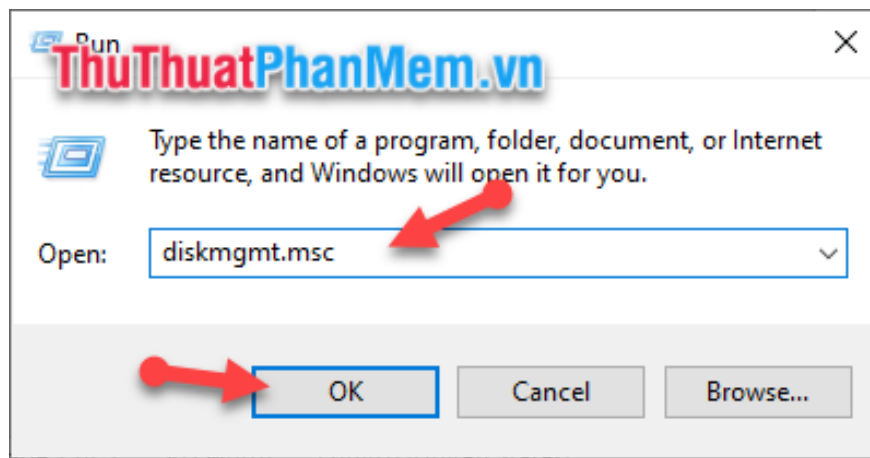 Run
ThuThuatPhanMem.vn
Type the name of a program, folder, document, or Internet
resource, and Windows will open it for you.
Open: diskmgmt.msc
OK Cancel Browse...